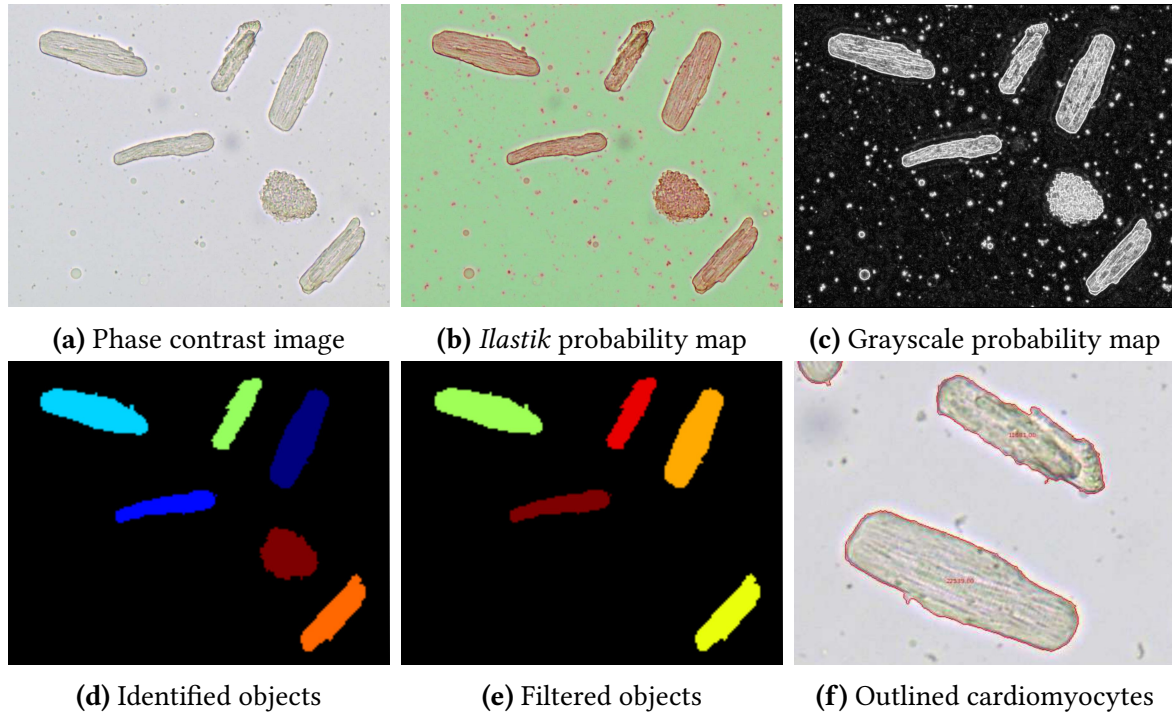 (a) Phase contrast image
(b) Ilastik probability map
(c) Grayscale probability map
(d) Identified objects
(e) Filtered objects
(f) Outlined cardiomyocytes